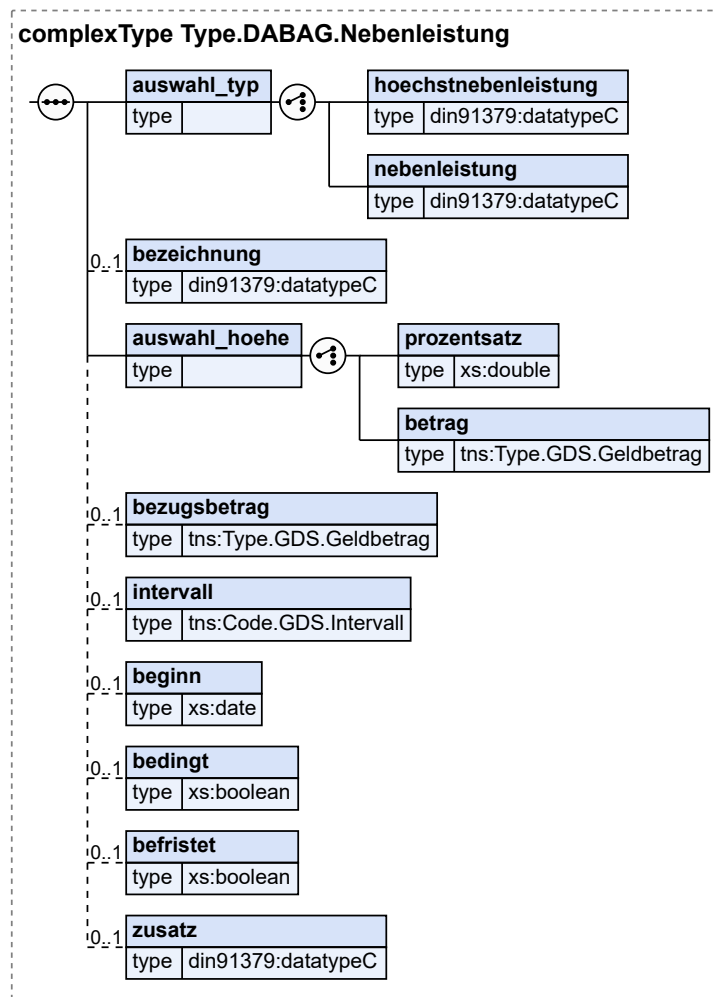 complexType Type.DABAG.Nebenleistung
auswahl_typ
type
hoechstnebenleistung
type din91379:datatypeC
nebenleistung
type din91379:datatypeC
0..1 bezeichnung
type din91379:datatypeC
auswahl_hoehe
type
prozentsatz
type xs:double
betrag
type tns:Type.GDS.Geldbetrag
0..1 bezugsbetrag
type tns:Type.GDS.Geldbetrag
0..1 intervall
type tns:Code.GDS.Intervall
0..1 beginn
type xs:date
0..1 bedingt
type xs:boolean
0..1 befristet
type xs:boolean
0..1 zusatz
type din91379:datatypeC